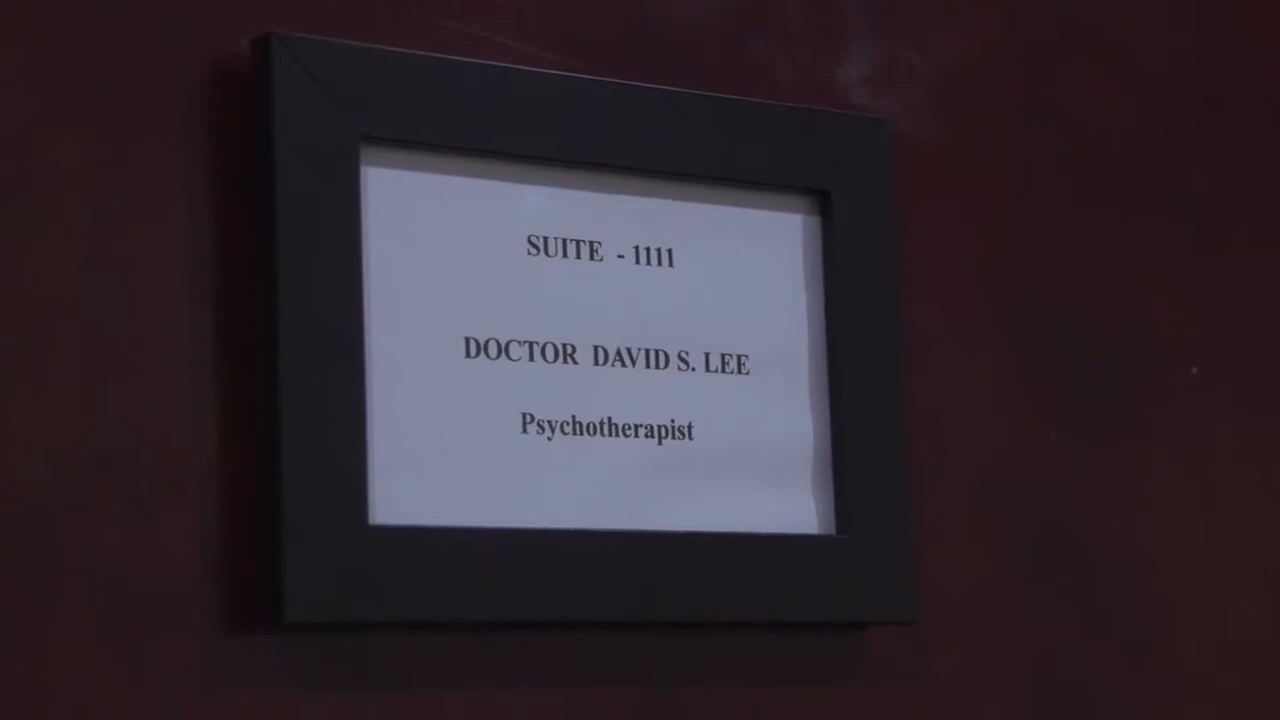 SUITE - 1111
DOCTOR DAVID S. LEE
Psychotherapist